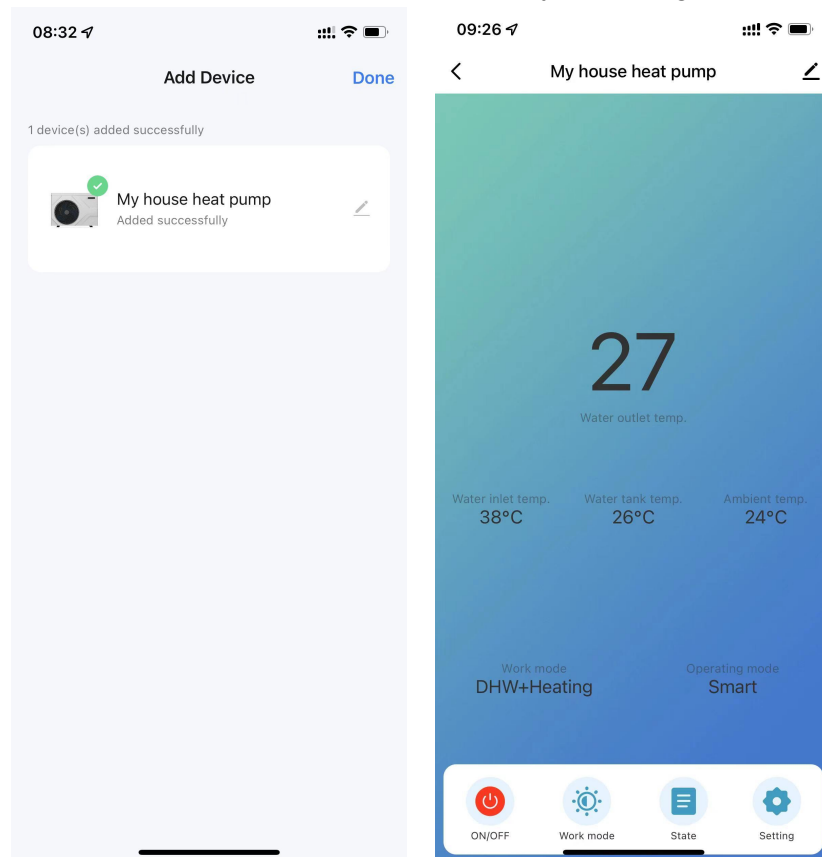 08:32
Add Device
Done
1 device(s) added successfully
My house heat pump
Added successfully
09:26
My house heat pump
27
Water outlet temp.
Water inlet temp.
Water tank temp.
Ambient temp.
38°C
26°C
24°C
Work mode
Operating mode
DHW+Heating
Smart
ON/OFF
Work mode
State
Setting